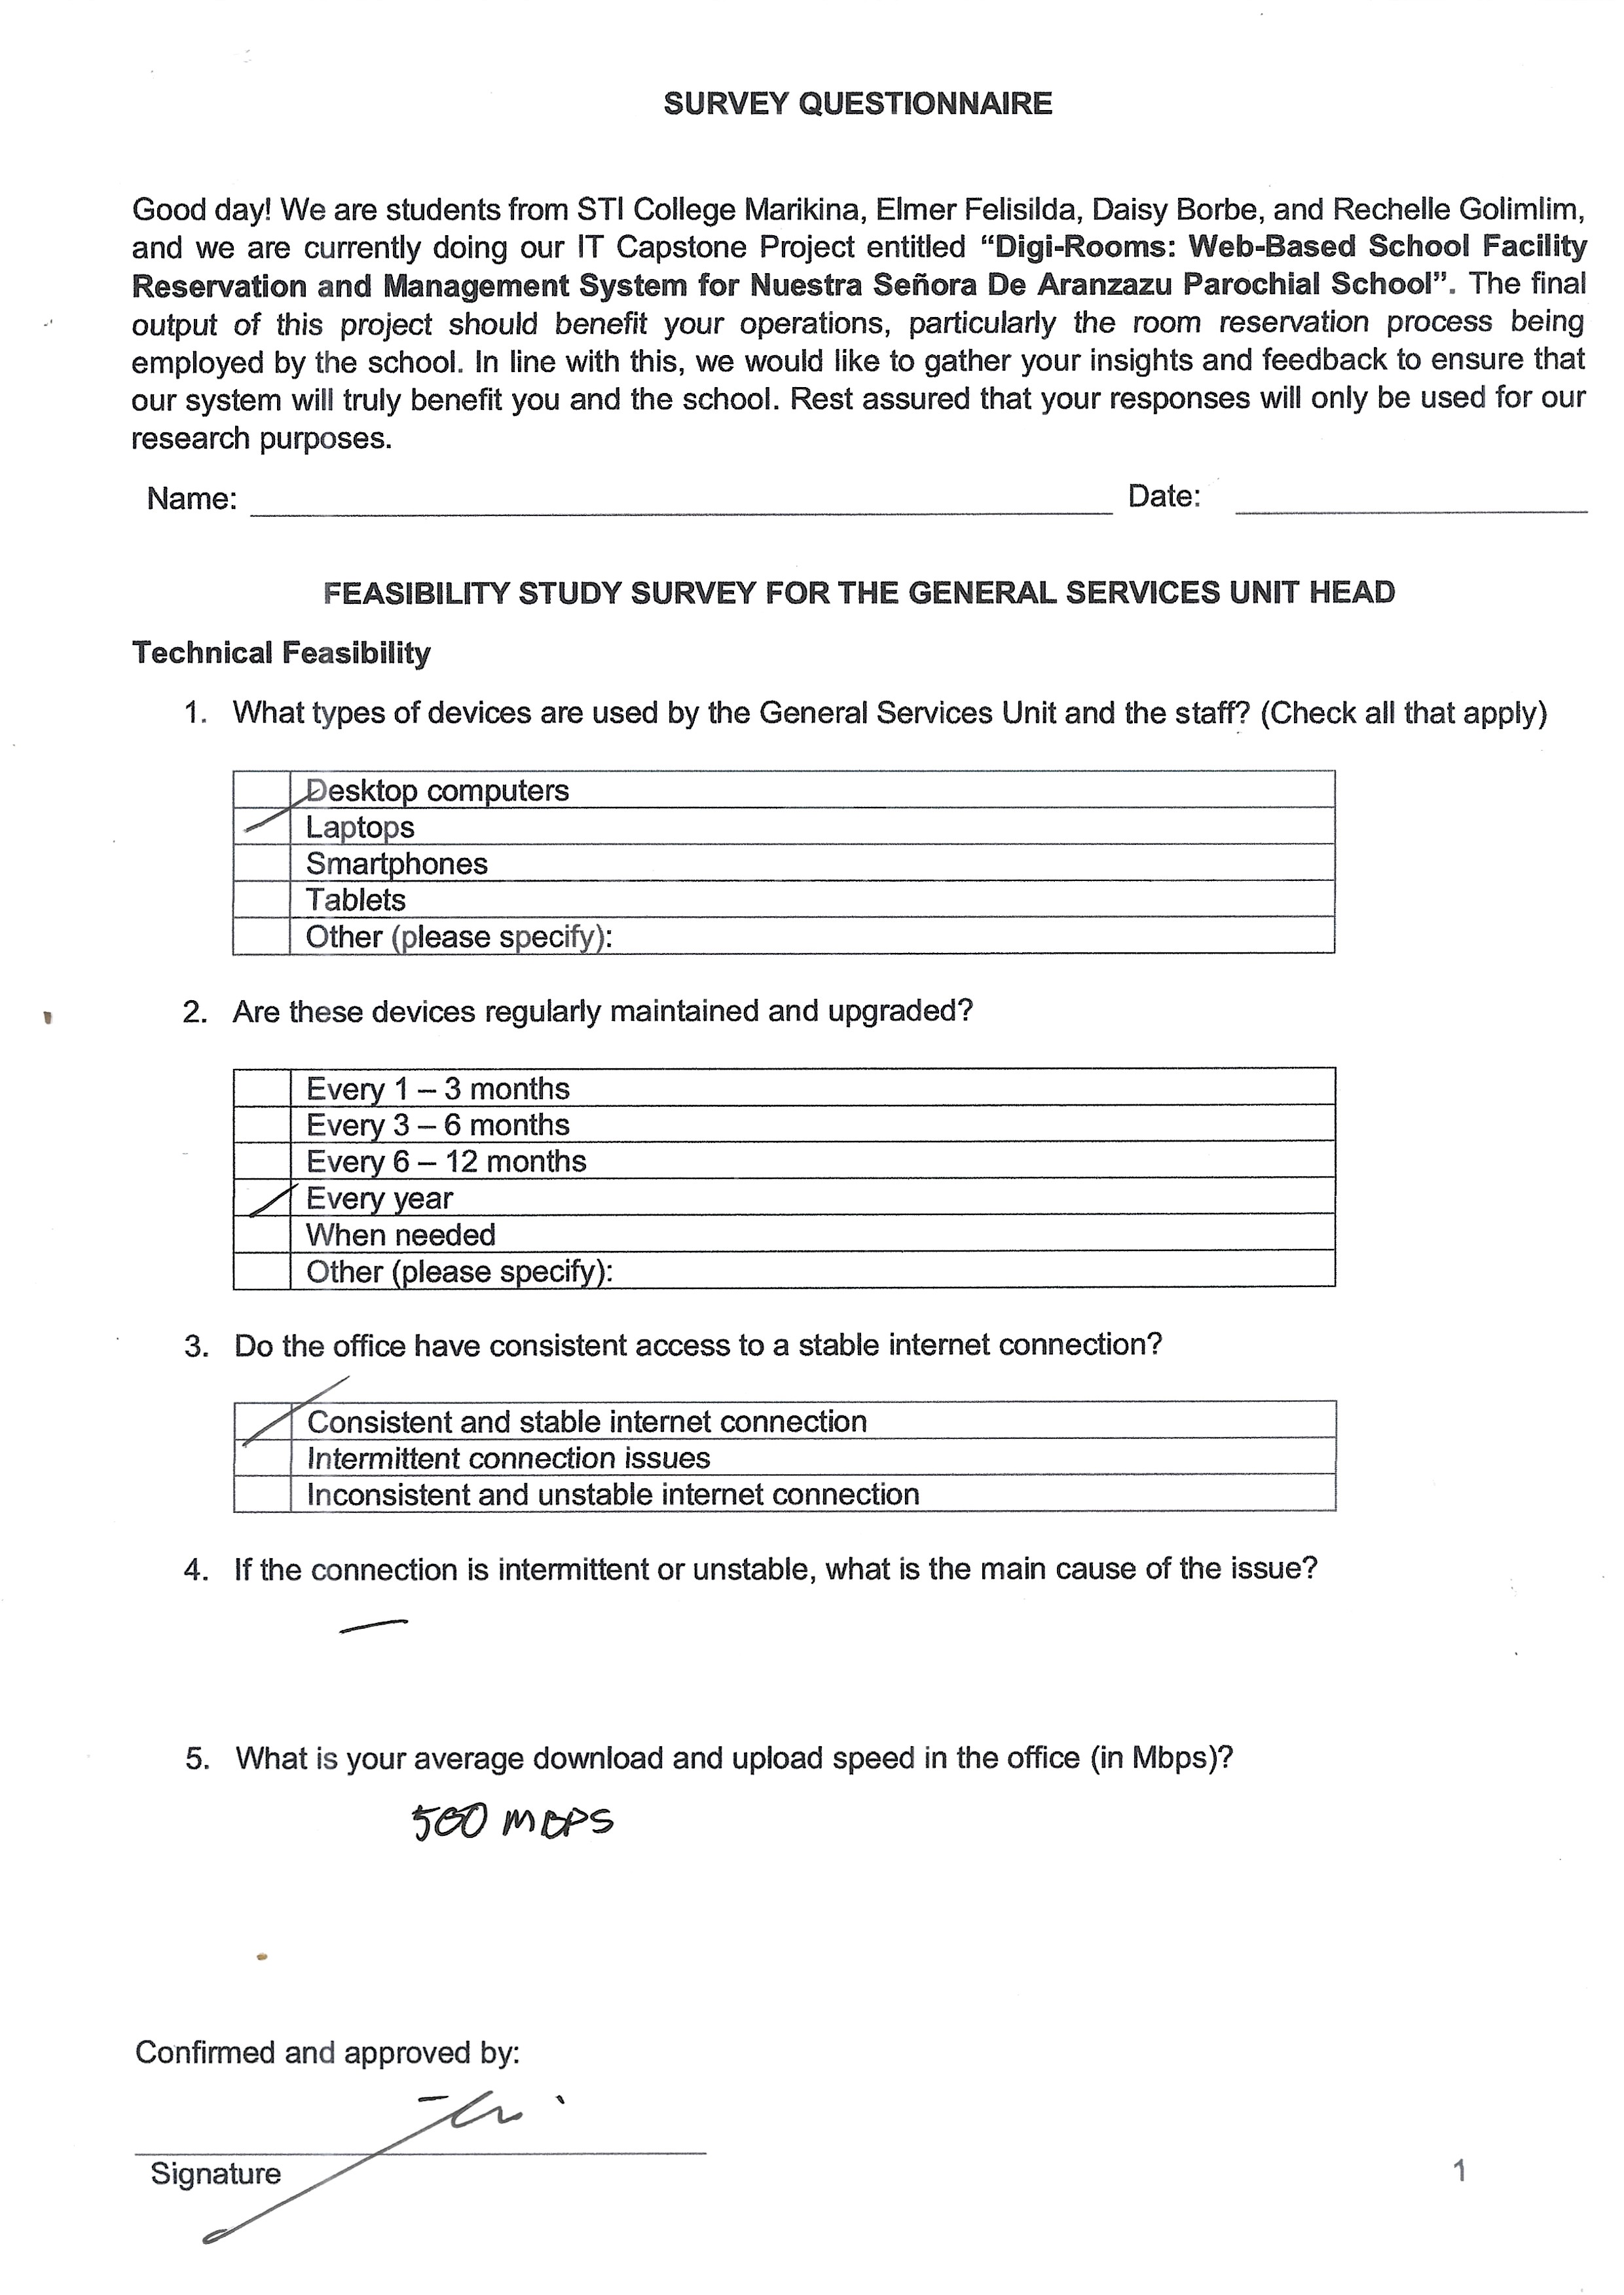 SURVEY QUESTIONNAIRE
Good day! We are students from STI College Marikina, Elmer Felisilda, Daisy Borbe, and Rechelle Golimlim,
and we are currently doing our IT Capstone Project entitled “Digi-Rooms: Web-Based School Facility
Reservation and Management System for Nuestra Señora De Aranzazu Parochial School”. The final
output of this project should benefit your operations, particularly the room reservation process being
employed by the school. In line with this, we would like to gather your insights and feedback to ensure that
our system will truly benefit you and the school. Rest assured that your responses will only be used for our
research purposes.
Name: Date:
FEASIBILITY STUDY SURVEY FOR THE GENERAL SERVICES UNIT HEAD
Technical Feasibility
1. What types of devices are used by the General Services Unit and the staff? (Check all that apply)
Desktop computers
Laptops
Smartphones
Tablets
Other (please specify):
2. Are these devices regularly maintained and upgraded?
Every 1 – 3 months
Every 3 – 6 months
Every 6 – 12 months
Every year
When needed
Other (please specify):
3. Do the office have consistent access to a stable internet connection?
Consistent and stable internet connection
Intermittent connection issues
Inconsistent and unstable internet connection
4. If the connection is intermittent or unstable, what is the main cause of the issue?
—
5. What is your average download and upload speed in the office (in Mbps)?
500 MBPS
Confirmed and approved by:
Signature
1